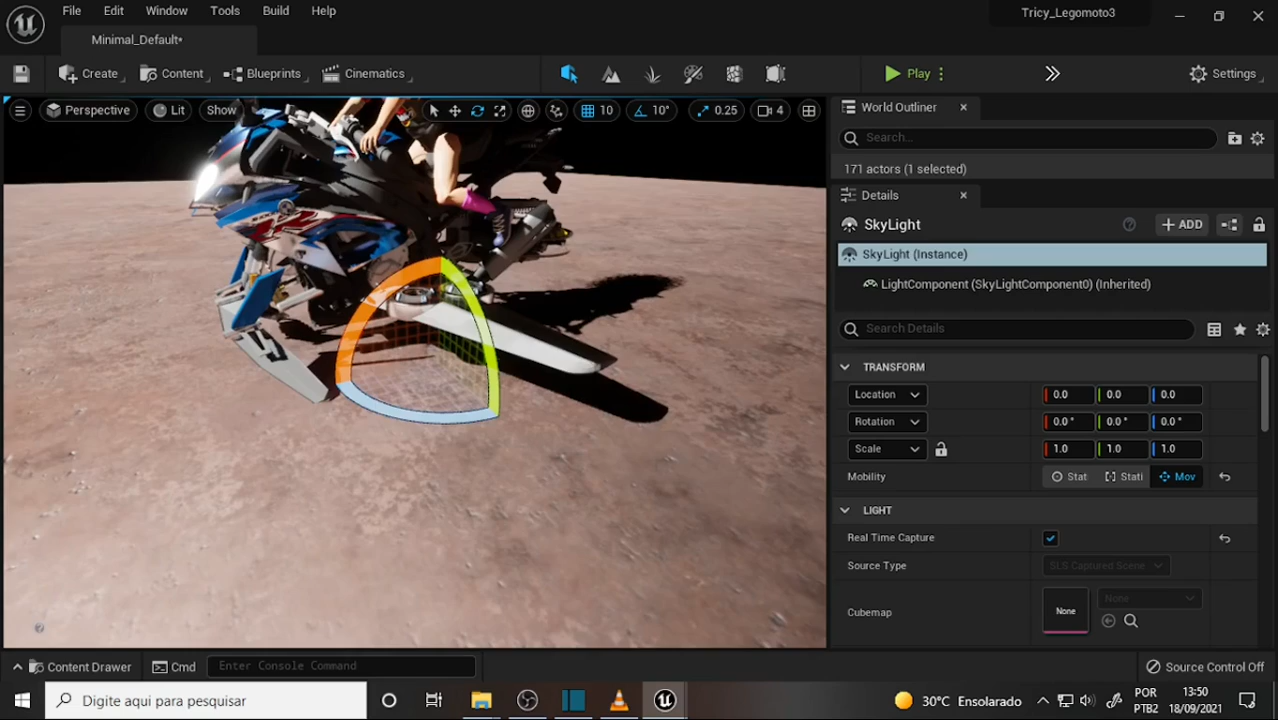 File Edit Window Tools Build Help
Tricy_Legomoto3
Minimal_Default•
Create Content Blueprints Cinematics Play Settings
Perspective Lit Show 10 10° 0.25 4
World Outliner
Search...
171 actors (1 selected)
Details
SkyLight ADD
SkyLight (Instance)
LightComponent (SkyLightComponent0) (Inherited)
Search Details
TRANSFORM
Location 0.0 0.0 0.0
Rotation 0.0° 0.0° 0.0°
Scale 1.0 1.0 1.0
Mobility Stat Stati Mov
LIGHT
Real Time Capture
Source Type SLS Captured Scene
Cubemap None None
Content Drawer Cmd Enter Console Command Source Control Off
Digite aqui para pesquisar
30°C Ensolarado
POR
PTB2
13:50
18/09/2021